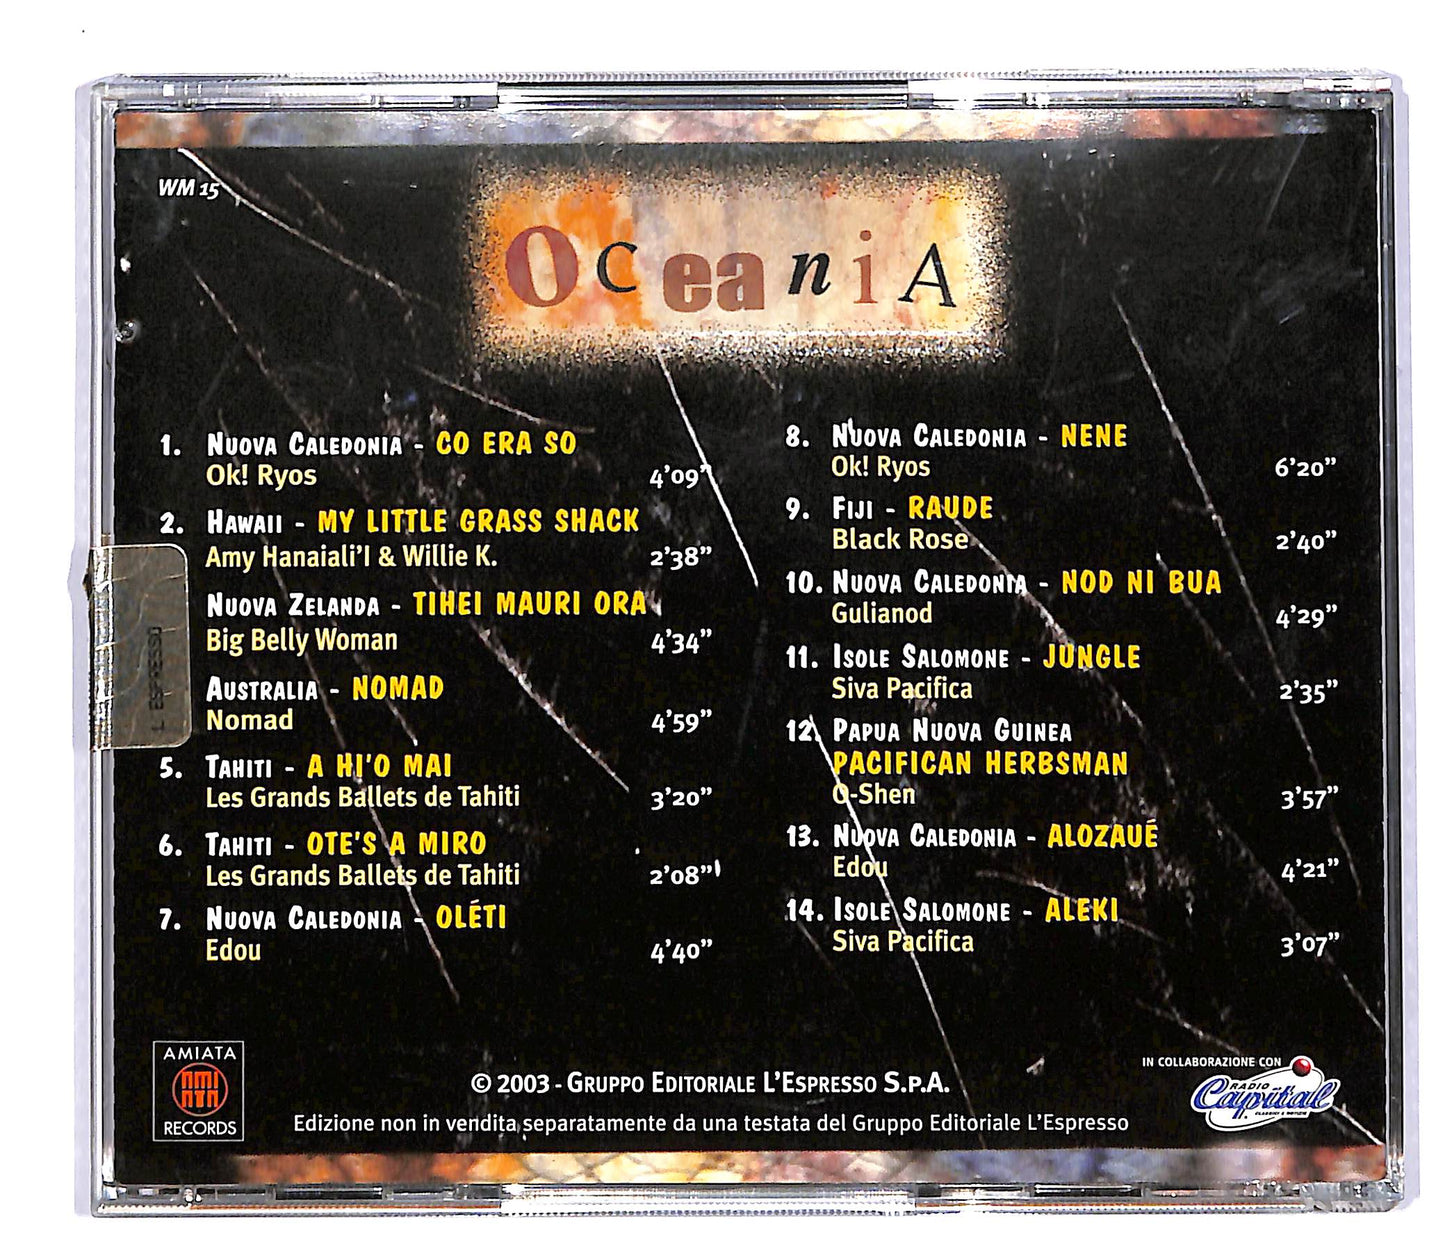 WM 15
OceaniA
1. NUOVA CALEDONIA - CO ERA SO
Ok! Ryos 4'09"
2. HAWAII - MY LITTLE GRASS SHACK
Amy Hanaiali'I & Willie K. 2'38"
NUOVA ZELANDA - TIHEI MAURI ORA
Big Belly Woman 4'34"
AUSTRALIA - NOMAD
Nomad 4'59"
5. TAHITI - A HI'O MAI
Les Grands Ballets de Tahiti 3'20"
6. TAHITI - OTE'S A MIRO
Les Grands Ballets de Tahiti 2'08"
7. NUOVA CALEDONIA - OLÉTI
Edou 4'40"
8. NUOVA CALEDONIA - NENE
Ok! Ryos 6'20"
9. FIJI - RAUDE
Black Rose 2'40"
10. NUOVA CALEDONIA - NOD NI BUA
Gulianod 4'29"
11. ISOLE SALOMONE - JUNGLE
Siva Pacifica 2'35"
12. PAPUA NUOVA GUINEA
PACIFICAN HERBSMAN
O-Shen 3'57"
13. NUOVA CALEDONIA - ALOZAUÉ
Edou 4'21"
14. ISOLE SALOMONE - ALEKI
Siva Pacifica 3'07"
L'ESPRESSO
AMIATA
AMI
ATA
RECORDS
© 2003 - GRUPPO EDITORIALE L'ESPRESSO S.P.A.
Edizione non in vendita separatamente da una testata del Gruppo Editoriale L'Espresso
IN COLLABORAZIONE CON
RADIO
Capital
CLASSICI E NOTIZIE